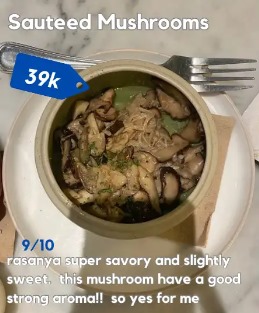 Sauteed Mushrooms
39k
9/10
rasanya super savory and slightly
sweet.  this mushroom have a good
strong aroma!!  so yes for me